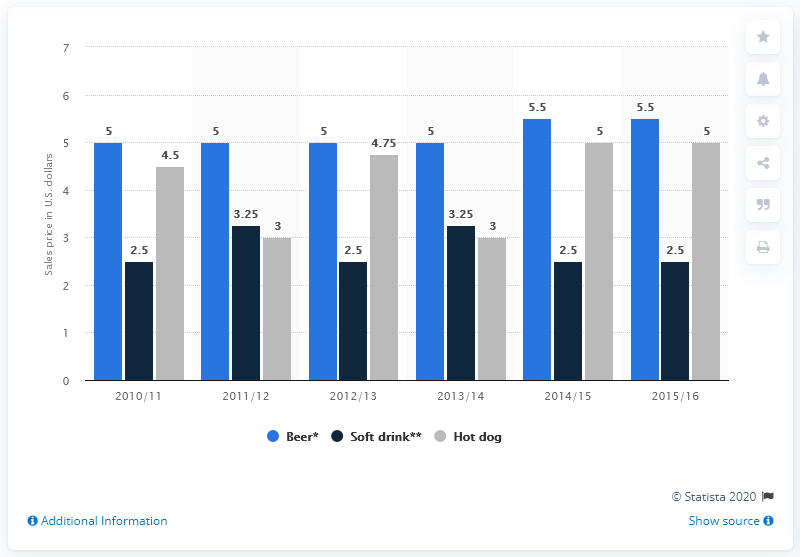 7
6
5
4
3
2
1
0
Sales price in U.S. dollars
5 2.5 4.5
5 3.25 3
5 2.5 4.75
5 3.25 3
5.5 2.5 5
5.5 2.5 5
2010/11 2011/12 2012/13 2013/14 2014/15 2015/16
Beer* Soft drink** Hot dog
© Statista 2020
Additional Information Show source